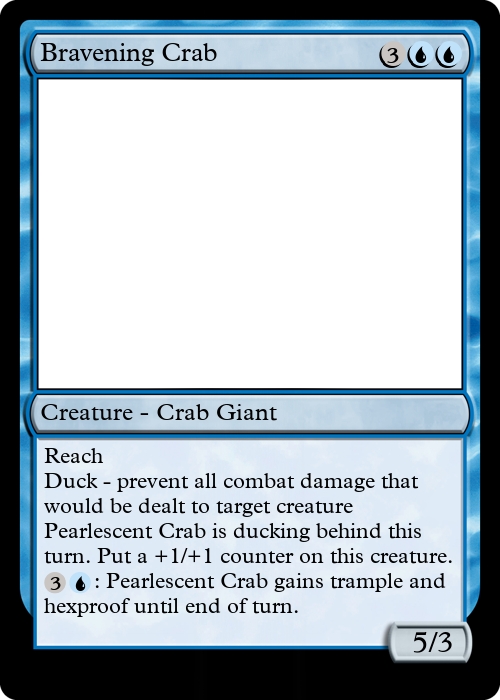 Bravening Crab 3
Creature - Crab Giant
Reach
Duck - prevent all combat damage that
would be dealt to target creature
Pearlescent Crab is ducking behind this
turn. Put a +1/+1 counter on this creature.
3 : Pearlescent Crab gains trample and
hexproof until end of turn.
5/3